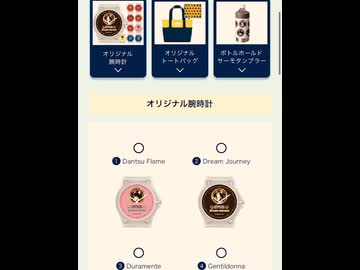 オリジナル
腕時計
オリジナル
トートバッグ
ボトルホールド
サーモタンブラー
オリジナル腕時計
1 Dantsu Flame
2 Dream Journey
3 Duramente
4 Gentildonna